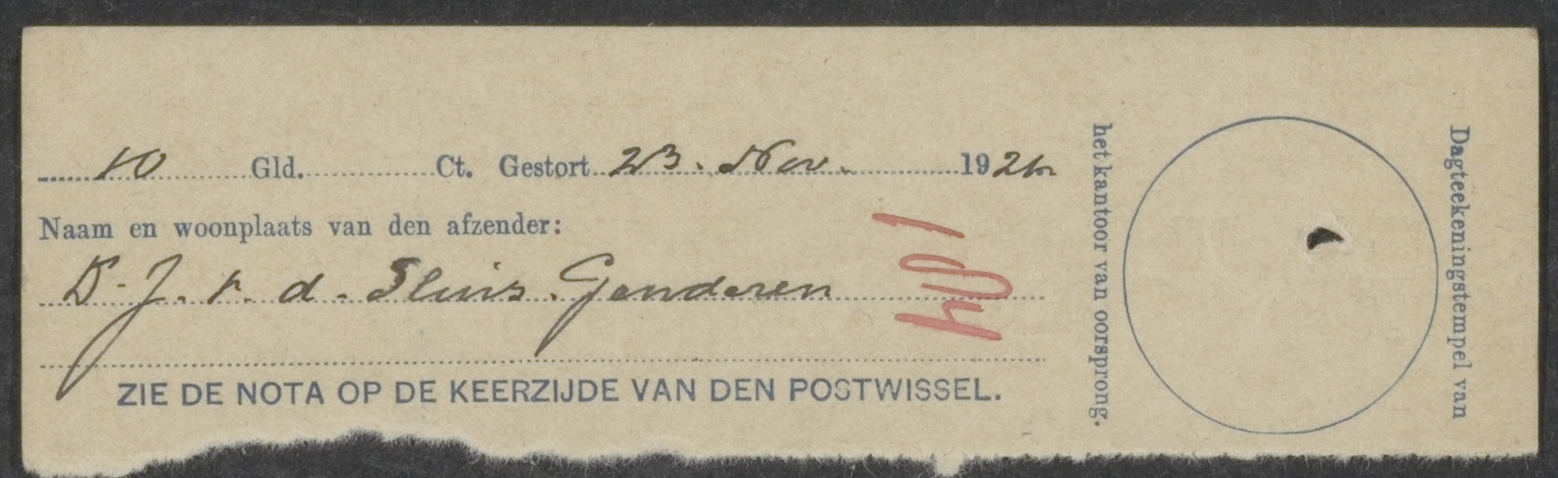 10 Gld. Ct. Gestort 23. Nov. 192
Naam en woonplaats van den afzender:
D. J. v. d. Sluis. Genderen
104
ZIE DE NOTA OP DE KEERZIJDE VAN DEN POSTWISSEL.
het kantoor van oorsprong.
Dagteekeningstempel van